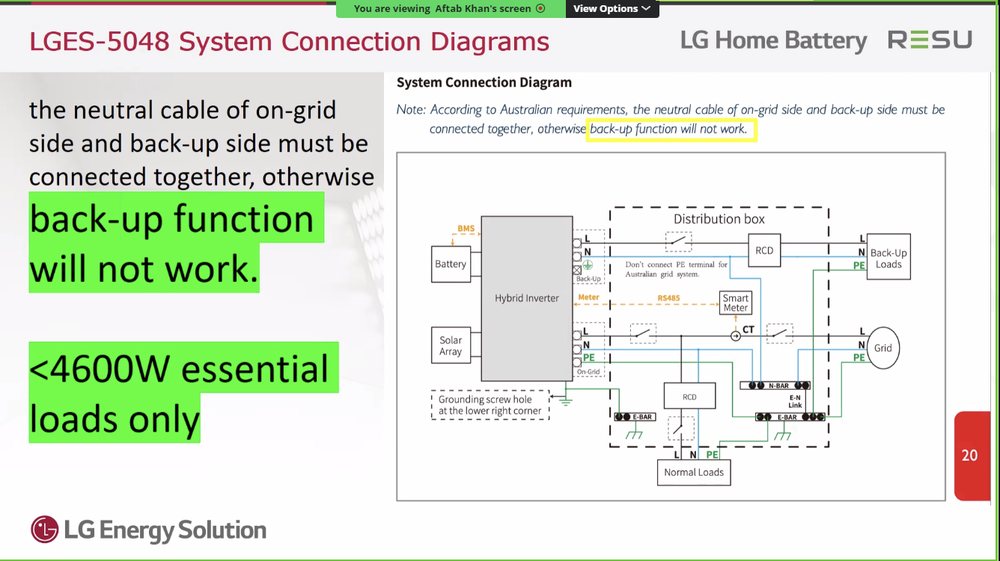 You are viewing Aftab Khan's screen
View Options
LGES-5048 System Connection Diagrams
LG Home Battery RESU
the neutral cable of on-grid
side and back-up side must be
connected together, otherwise
back-up function
will not work.
<4600W essential
loads only
System Connection Diagram
Note: According to Australian requirements, the neutral cable of on-grid side and back-up side must be
connected together, otherwise back-up function will not work.
Distribution box
BMS
Battery
Hybrid Inverter
Solar
Array
L
N
Back-Up
Don't connect PE terminal for
Australian grid system.
RCD
L
N
PE
Back-Up
Loads
Meter
RS485
Smart
Meter
CT
L
N
PE
On-Grid
L
N
PE
Grid
RCD
N-BAR
E-N
Link
E-BAR
E-BAR
Grounding screw hole
at the lower right corner
L N PE
Normal Loads
20
LG Energy Solution